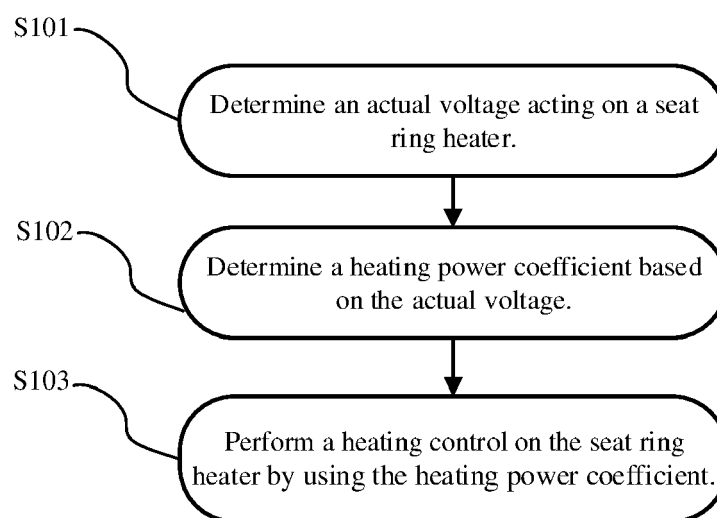 S101
Determine an actual voltage acting on a seat
ring heater.
S102
Determine a heating power coefficient based
on the actual voltage.
S103
Perform a heating control on the seat ring
heater by using the heating power coefficient.